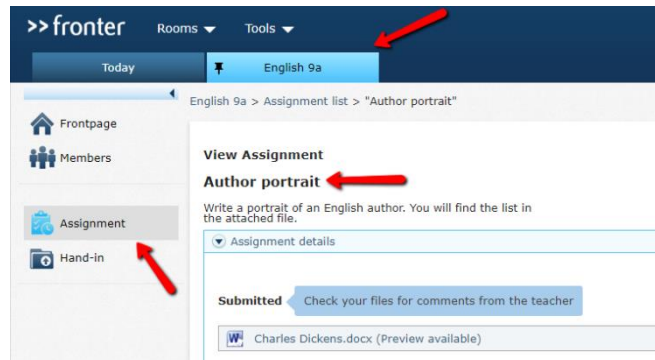 >>fronter Rooms Tools
Today English 9a
English 9a > Assignment list > "Author portrait"
Frontpage
Members
Assignment
Hand-in
View Assignment
Author portrait
Write a portrait of an English author. You will find the list in
the attached file.
Assignment details
Submitted Check your files for comments from the teacher
Charles Dickens.docx (Preview available)